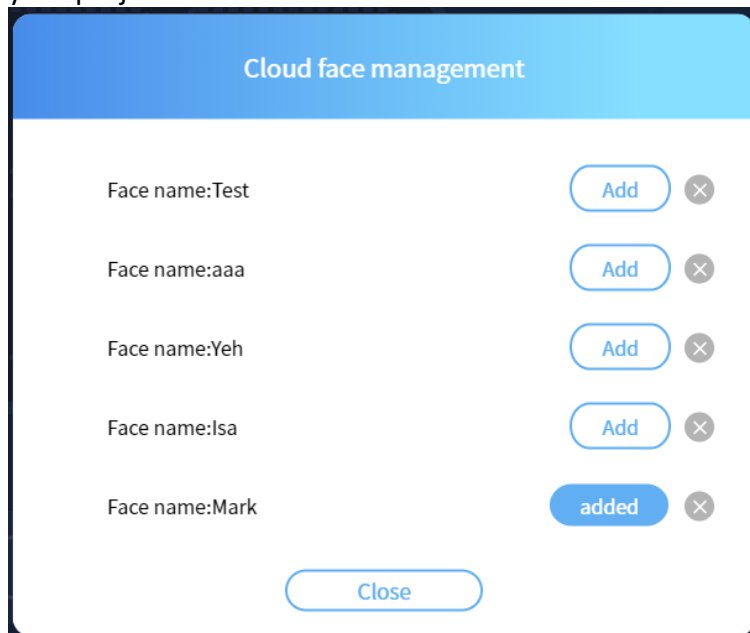 Cloud face management
Face name:Test Add
Face name:aaa Add
Face name:Yeh Add
Face name:Isa Add
Face name:Mark added
Close